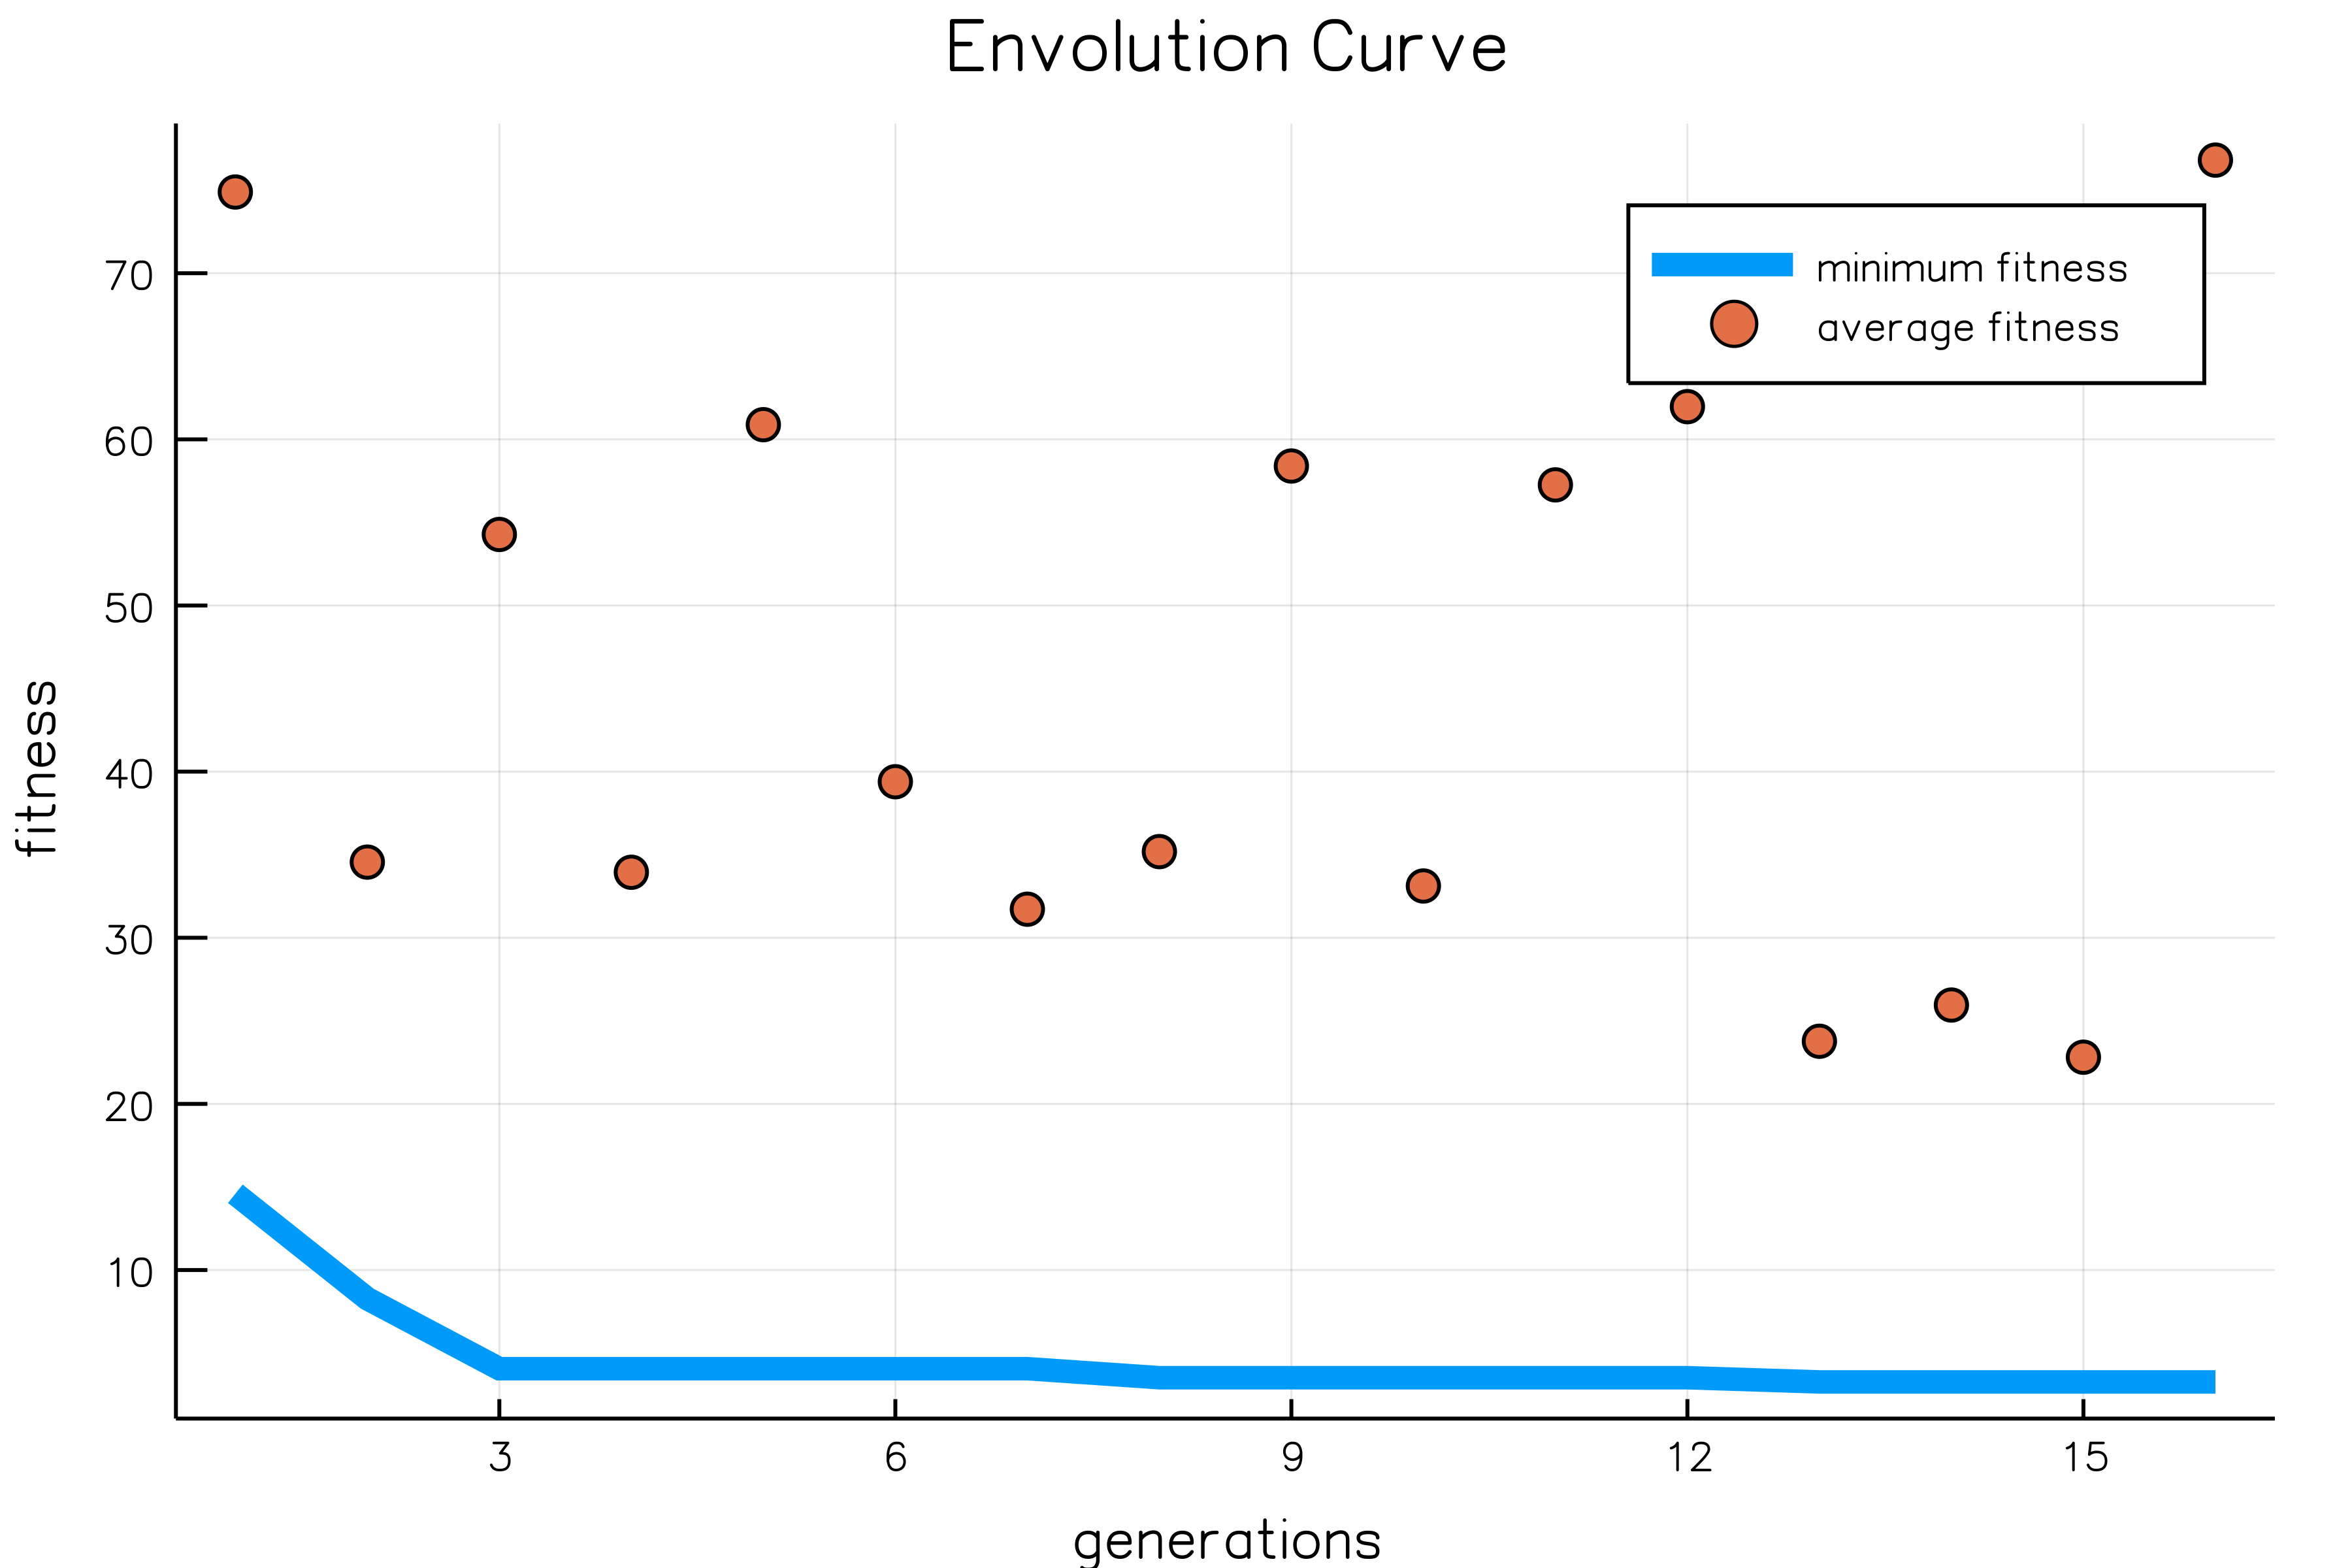 Envolution Curve
70
60
50
40
30
20
10
fitness
minimum fitness
average fitness
3 6 9 12 15
generations